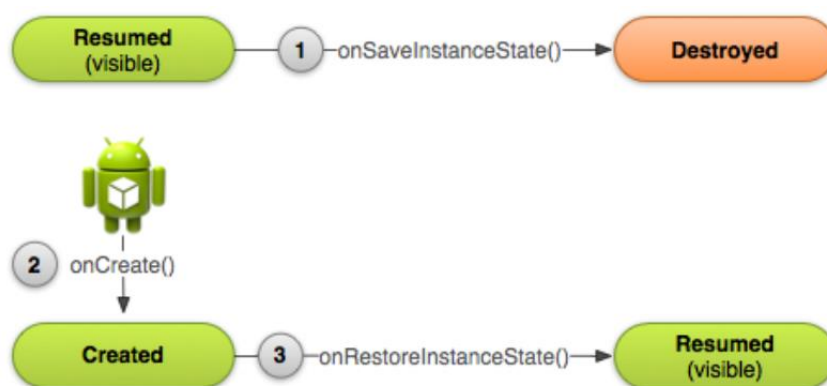 Resumed
(visible)
1
onSaveInstanceState()
Destroyed
2
onCreate()
Created
3
onRestoreInstanceState()
Resumed
(visible)